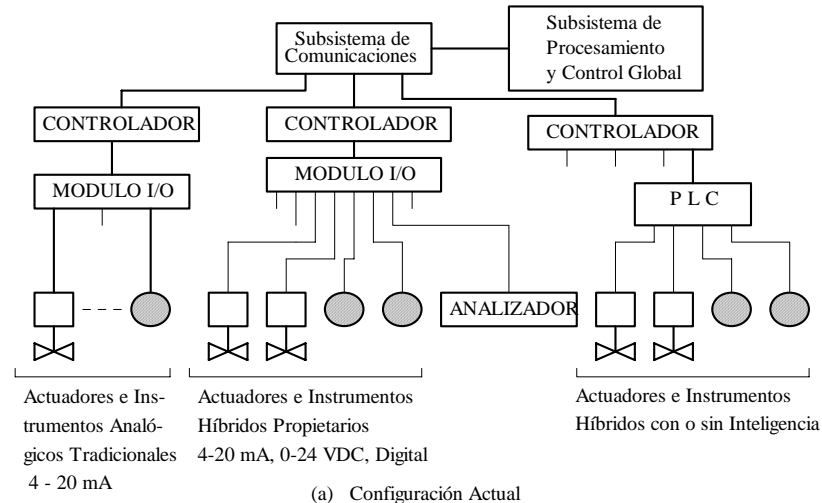 Subsistema de
Comunicaciones
Subsistema de
Procesamiento
y Control Global
CONTROLADOR
CONTROLADOR
CONTROLADOR
MODULO I/O
MODULO I/O
P L C
ANALIZADOR
Actuadores e Ins-
trumentos Analó-
gicos Tradicionales
4 - 20 mA
Actuadores e Instrumentos
Híbridos Propietarios
4-20 mA, 0-24 VDC, Digital
Actuadores e Instrumentos
Híbridos con o sin Inteligencia
(a) Configuración Actual